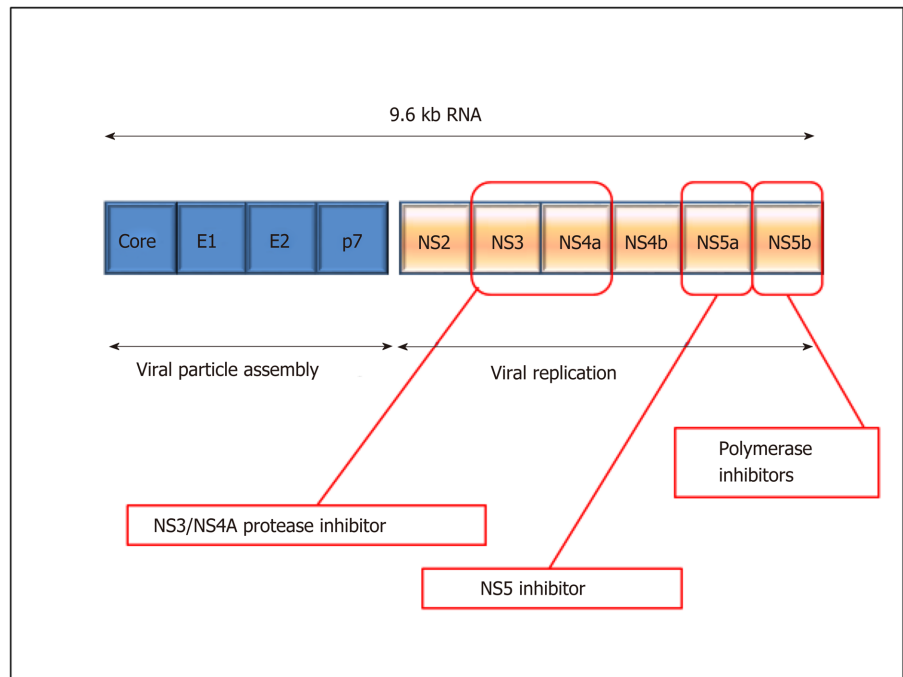 9.6 kb RNA
Core E1 E2 p7 NS2 NS3 NS4a NS4b NS5a NS5b
Viral particle assembly
Viral replication
Polymerase
inhibitors
NS3/NS4A protease inhibitor
NS5 inhibitor